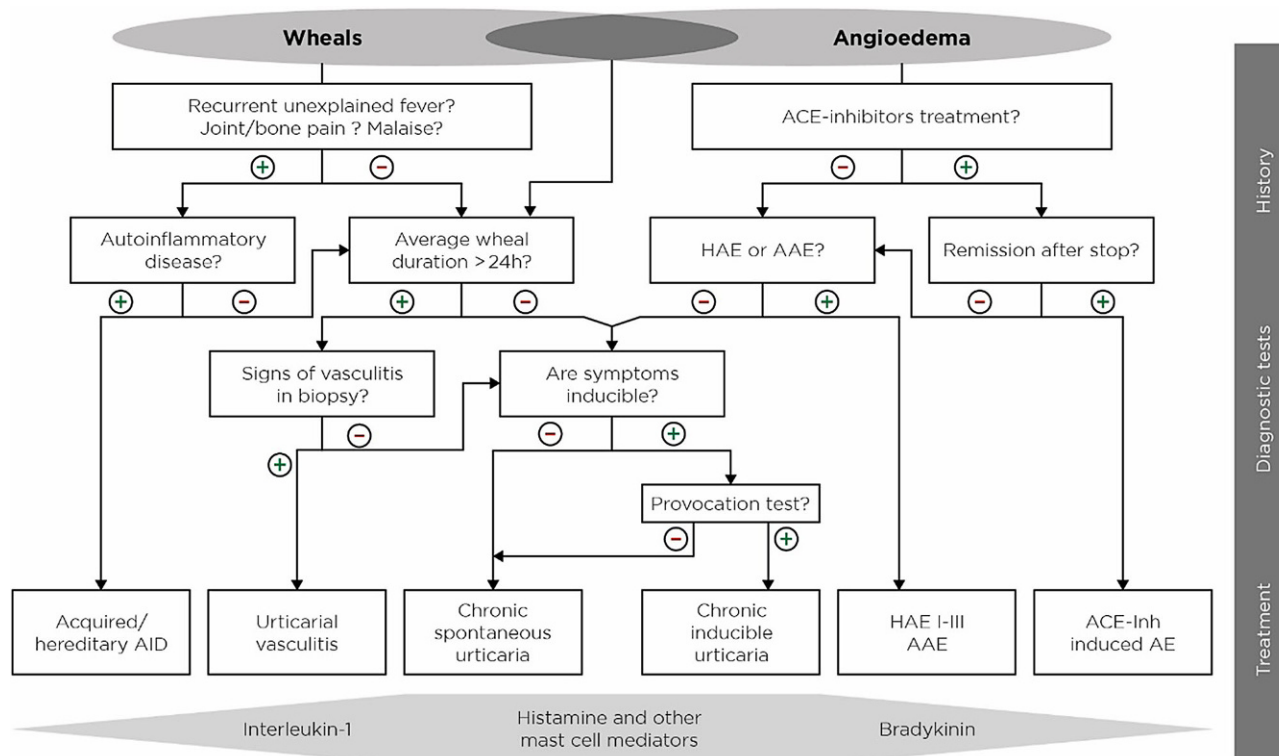 Wheals
Angioedema
Recurrent unexplained fever?
Joint/bone pain ? Malaise?
ACE-inhibitors treatment?
+
−
−
+
Autoinflammatory
disease?
Average wheal
duration >24h?
HAE or AAE?
Remission after stop?
+
−
+
−
−
+
−
+
Signs of vasculitis
in biopsy?
Are symptoms
inducible?
−
+
−
+
Provocation test?
−
+
Acquired/
hereditary AID
Urticarial
vasculitis
Chronic
spontaneous
urticaria
Chronic
inducible
urticaria
HAE I-III
AAE
ACE-Inh
induced AE
Interleukin-1
Histamine and other
mast cell mediators
Bradykinin
History
Diagnostic tests
Treatment